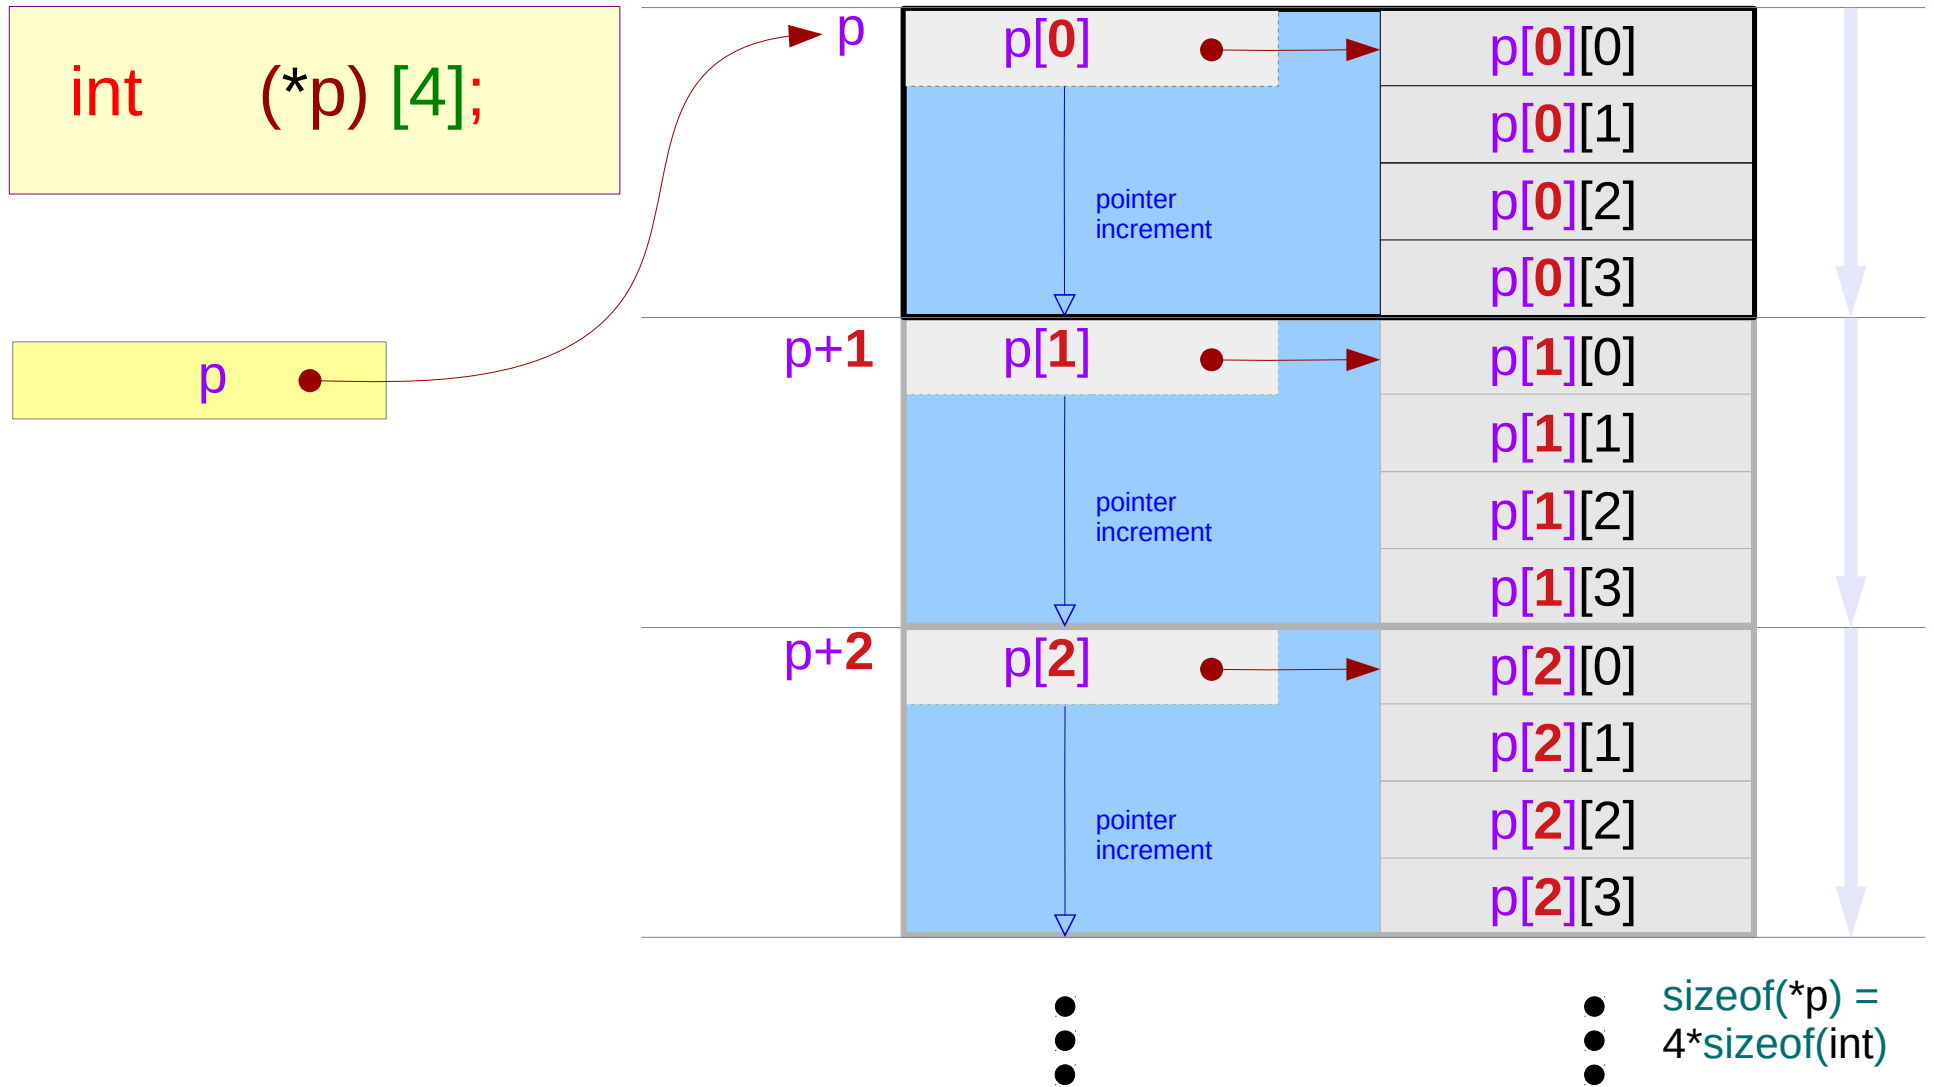 int (*p) [4];
p
p
p[0]
p[0][0]
p[0][1]
p[0][2]
p[0][3]
pointer
increment
p+1
p[1]
p[1][0]
p[1][1]
p[1][2]
p[1][3]
pointer
increment
p+2
p[2]
p[2][0]
p[2][1]
p[2][2]
p[2][3]
pointer
increment
sizeof(*p) =
4*sizeof(int)